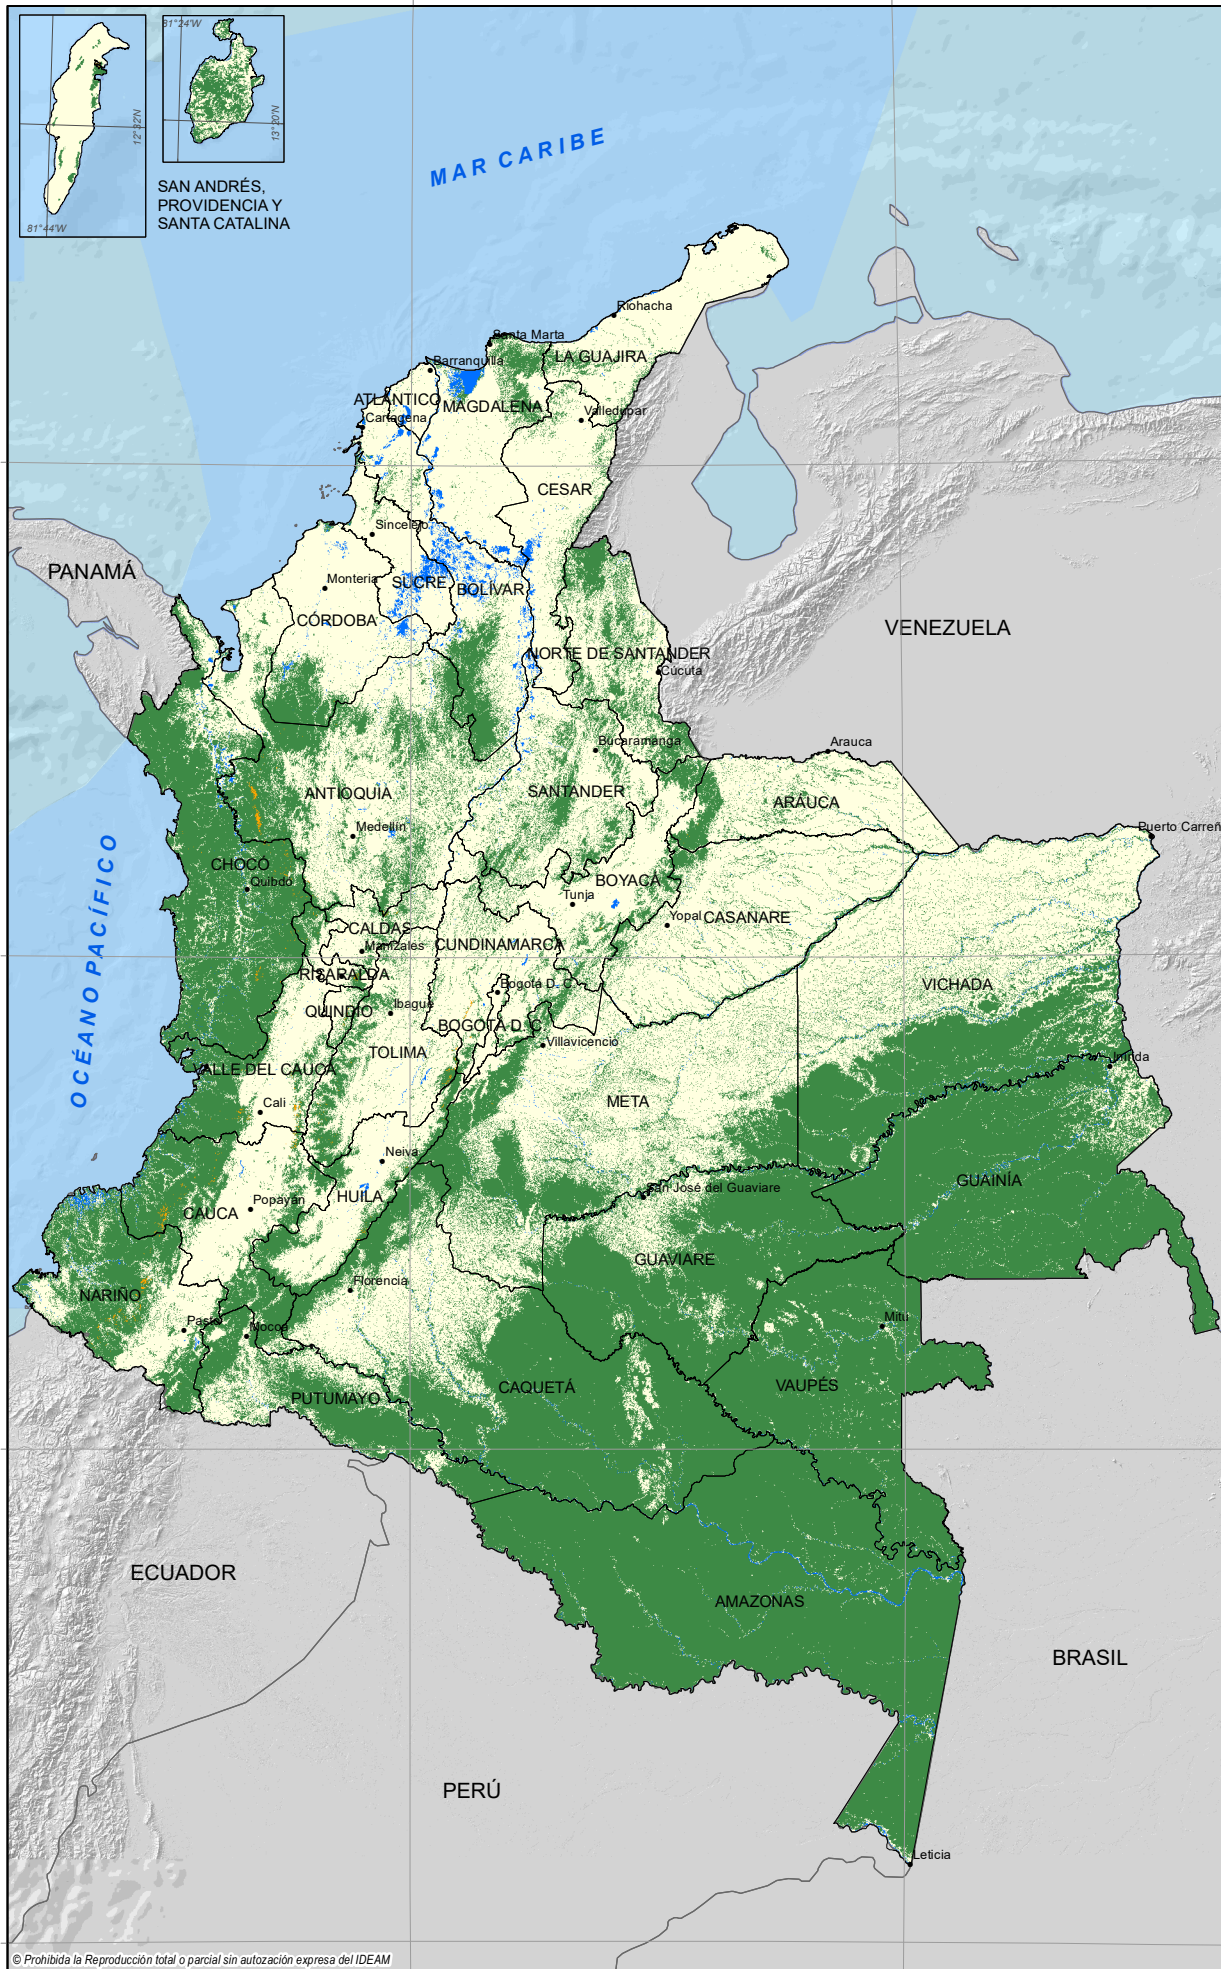 81°24'W
12°32'N
13°20'N
81°44'W
SAN ANDRÉS,
PROVIDENCIA Y
SANTA CATALINA
MAR CARIBE
Riohacha
Santa Marta
LA GUAJIRA
Barranquilla
ATLÁNTICO
MAGDALENA
Cartagena
Valledupar
CESAR
Sincelejo
PANAMÁ
Montería
SUCRE
BOLÍVAR
CÓRDOBA
VENEZUELA
NORTE DE SANTANDER
Cúcuta
Bucaramanga
Arauca
ANTIOQUIA
SANTANDER
ARAUCA
Medellín
Puerto Carreñ
OCÉANO PACÍFICO
CHOCÓ
Quibdó
BOYACÁ
Tunja
Yopal
CASANARE
CALDAS
Manizales
CUNDINAMARCA
RISARALDA
VICHADA
Bogotá D. C.
QUINDÍO
Ibagué
BOGOTÁ D. C.
TOLIMA
Villavicencio
VALLE DEL CAUCA
Inírida
META
Cali
Neiva
GUAINÍA
HUILA
San José del Guaviare
Popayán
CAUCA
GUAVIARE
Florencia
NARIÑO
Pasto
Mocoa
Mitú
CAQUETÁ
VAUPÉS
PUTUMAYO
ECUADOR
AMAZONAS
BRASIL
PERÚ
Leticia
© Prohibida la Reproducción total o parcial sin autozación expresa del IDEAM